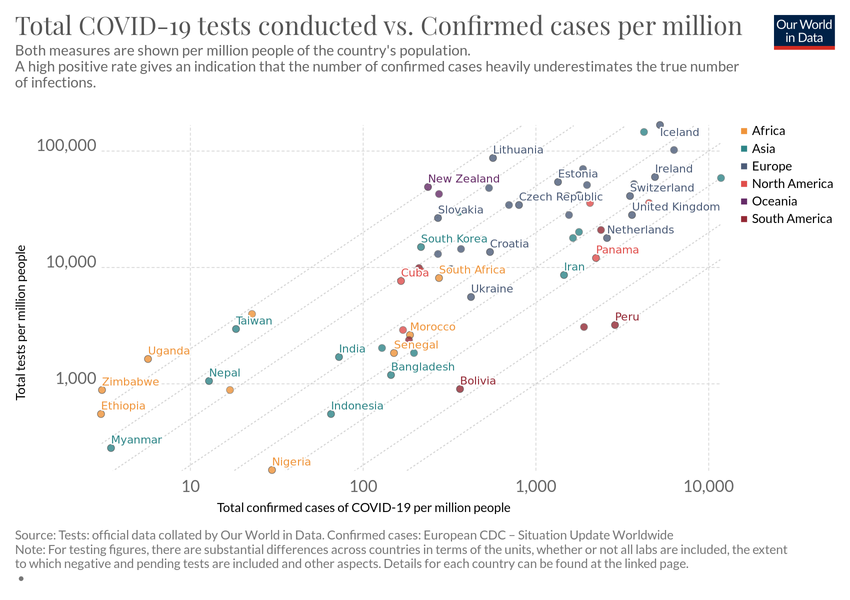 Total COVID-19 tests conducted vs. Confirmed cases per million
Our World
in Data
Both measures are shown per million people of the country's population.
A high positive rate gives an indication that the number of confirmed cases heavily underestimates the true number
of infections.
100,000
10,000
1,000
Total tests per million people
Iceland
Lithuania
Ireland
Estonia
New Zealand
Switzerland
Czech Republic
United Kingdom
Slovakia
Netherlands
South Korea
Croatia
Panama
Cuba
South Africa
Iran
Ukraine
Taiwan
Morocco
Peru
Senegal
India
Uganda
Nepal
Bangladesh
Zimbabwe
Bolivia
Ethiopia
Indonesia
Myanmar
Nigeria
Africa
Asia
Europe
North America
Oceania
South America
10
100
1,000
10,000
Total confirmed cases of COVID-19 per million people
Source: Tests: official data collated by Our World in Data. Confirmed cases: European CDC – Situation Update Worldwide
Note: For testing figures, there are substantial differences across countries in terms of the units, whether or not all labs are included, the extent
to which negative and pending tests are included and other aspects. Details for each country can be found at the linked page.